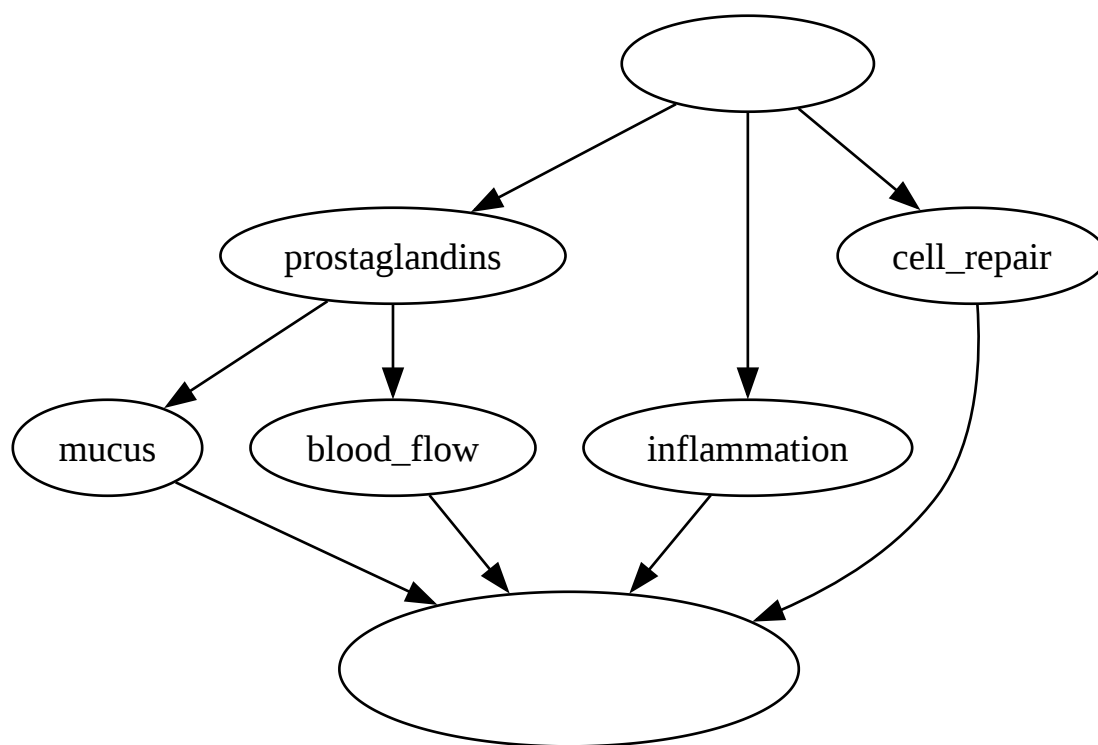 prostaglandins
cell_repair
mucus
blood_flow
inflammation